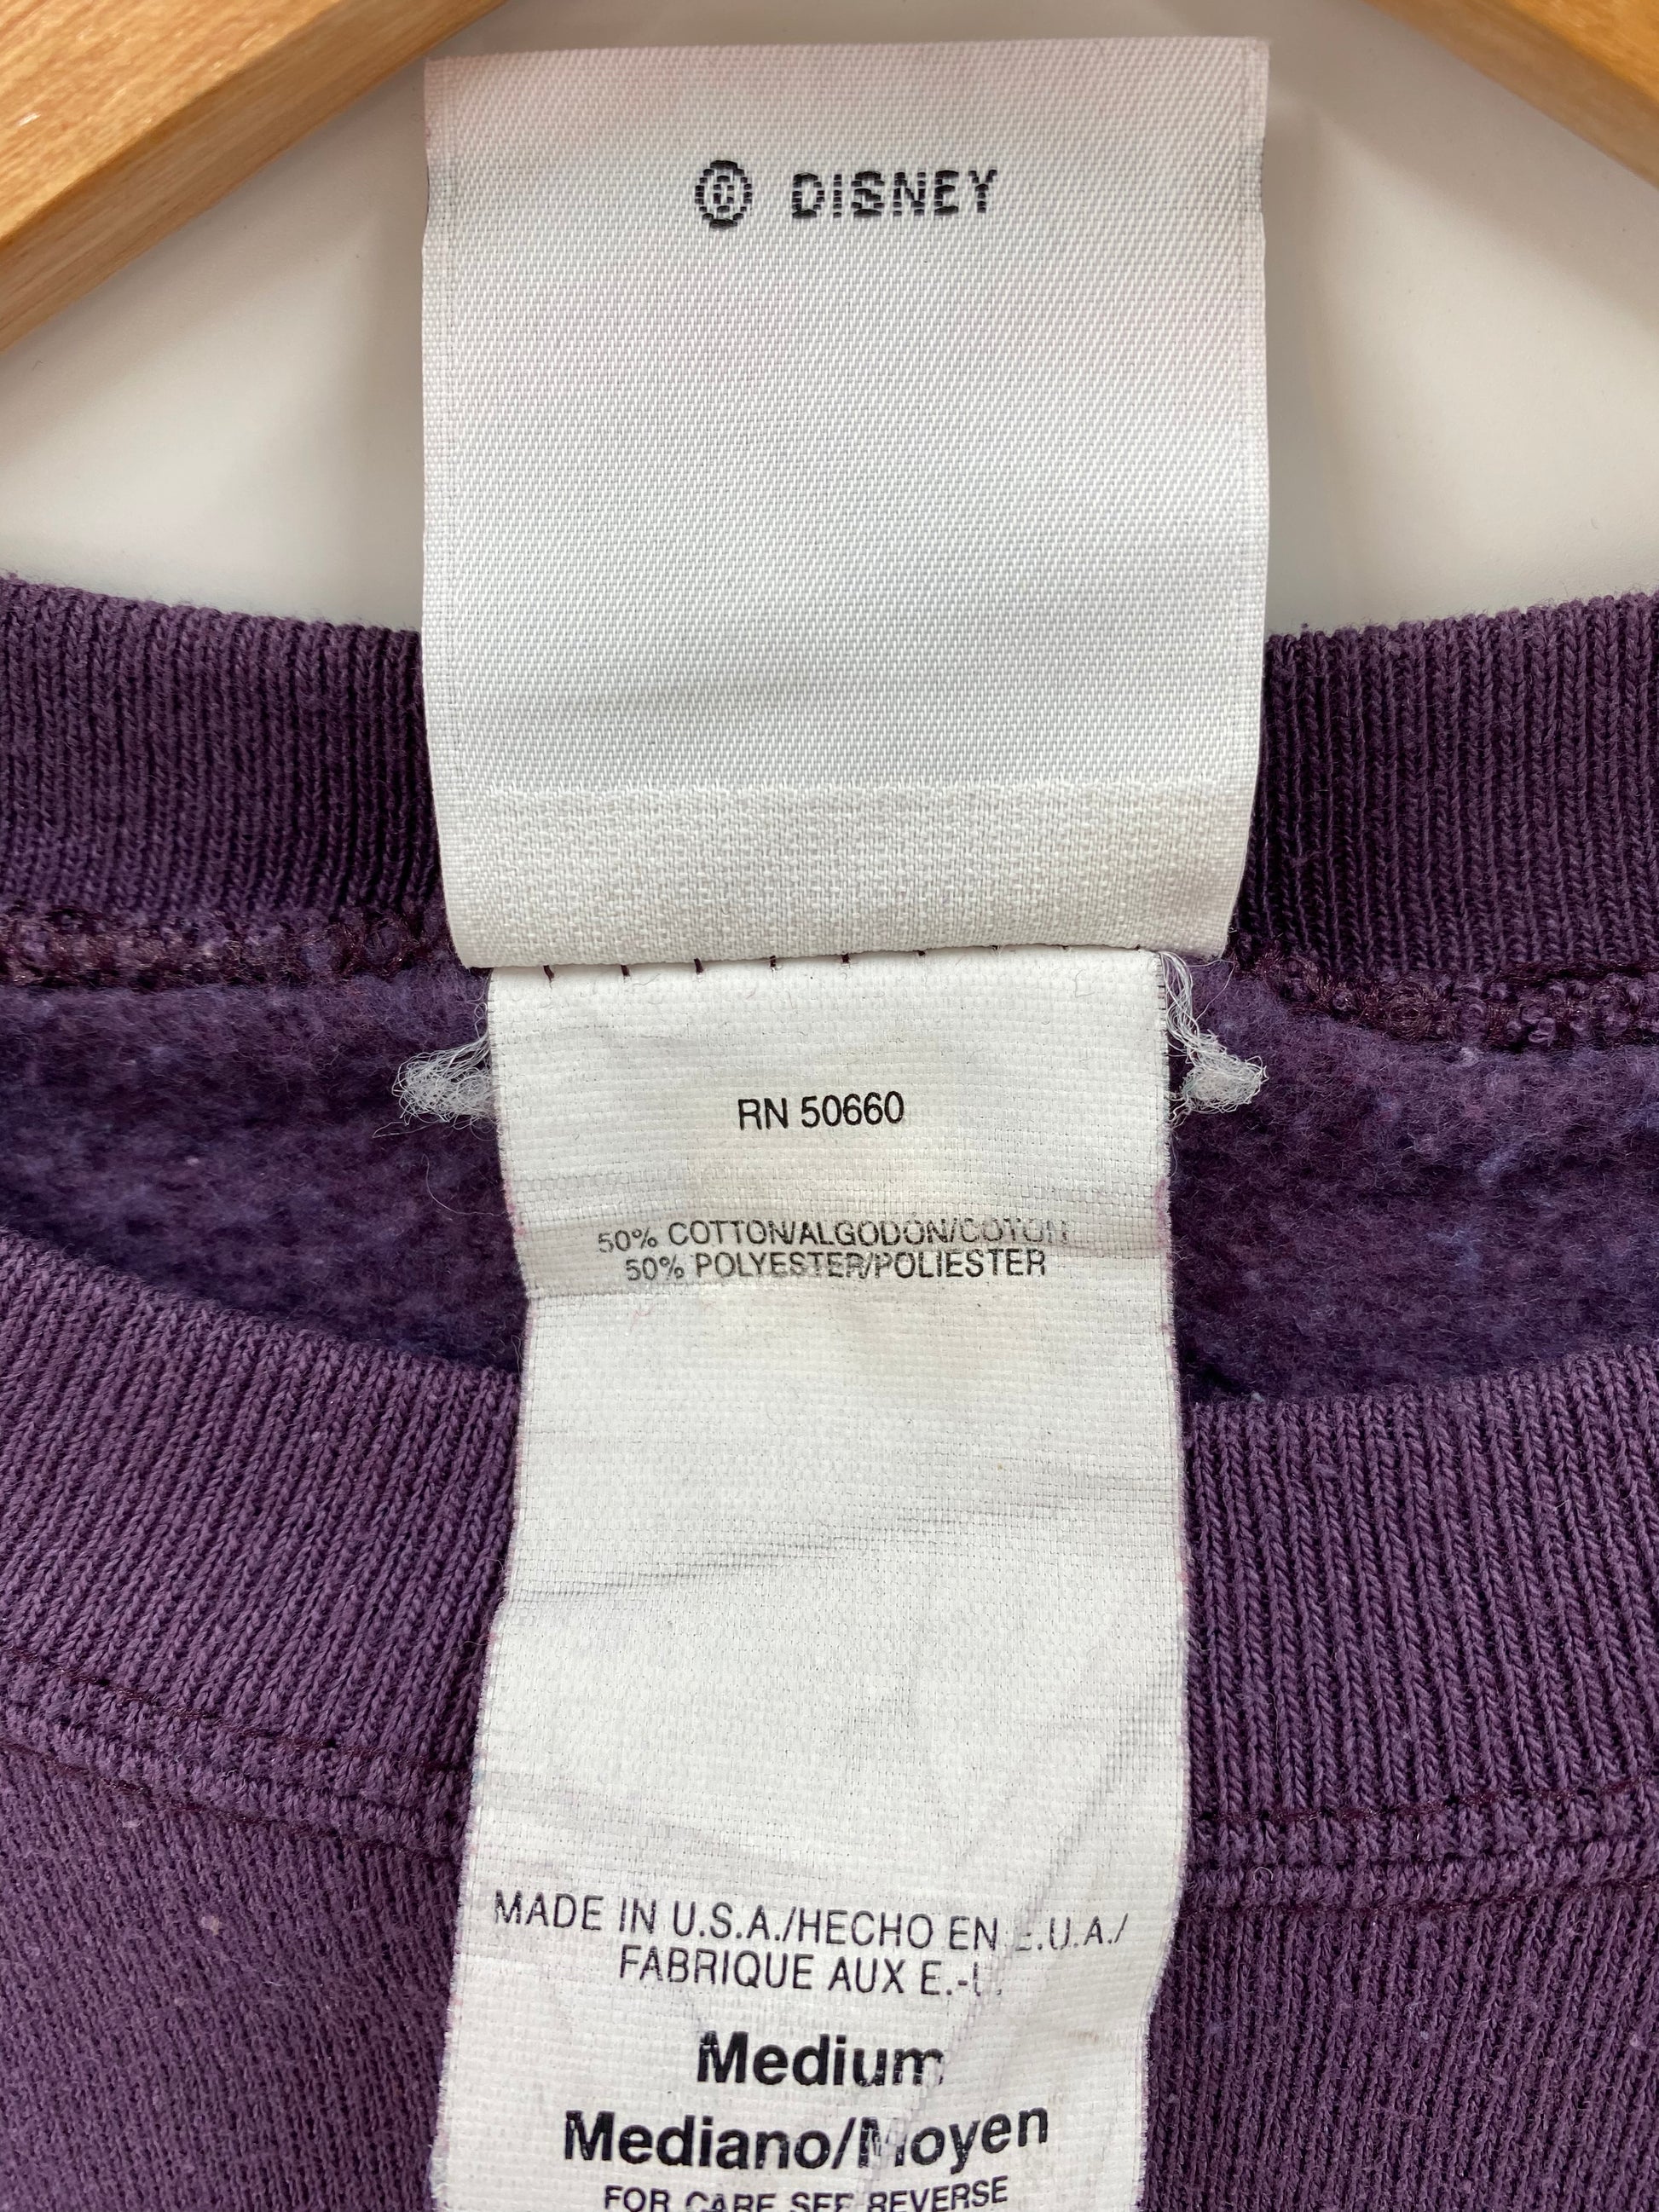 © DISNEY
RN 50660
50% COTTON/ALGODÓN/COTON
50% POLYESTER/POLIESTER
MADE IN U.S.A./HECHO EN E.U.A./
FABRIQUE AUX E.-U.
Medium
Mediano/Moyen
FOR CARE SEE REVERSE